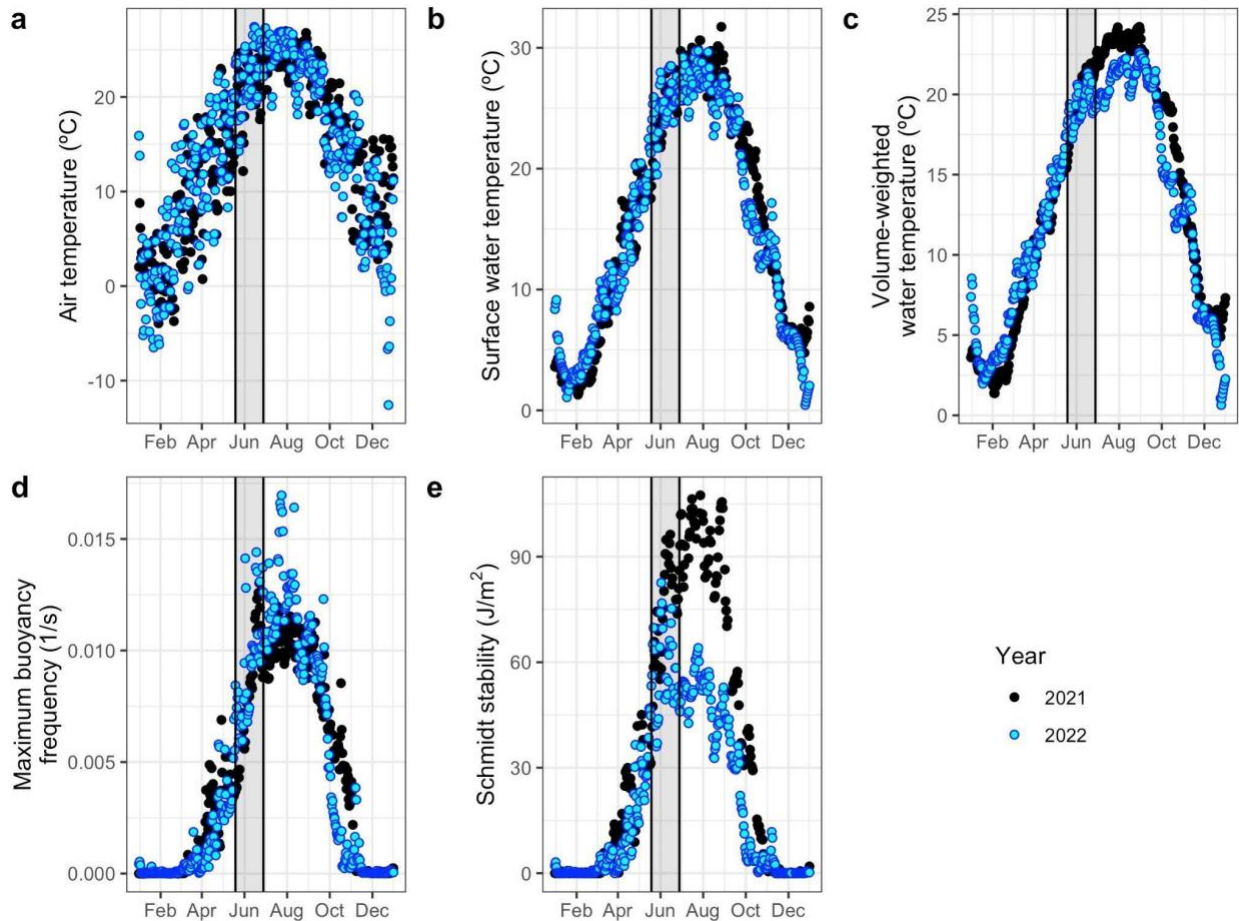 a
Air temperature (ºC)
20
10
0
-10
Feb Apr Jun Aug Oct Dec
b
Surface water temperature (ºC)
30
20
10
0
Feb Apr Jun Aug Oct Dec
c
Volume-weighted
water temperature (ºC)
25
20
15
10
5
0
Feb Apr Jun Aug Oct Dec
d
Maximum buoyancy
frequency (1/s)
0.015
0.010
0.005
0.000
Feb Apr Jun Aug Oct Dec
e
Schmidt stability (J/m²)
90
60
30
0
Feb Apr Jun Aug Oct Dec
Year
2021
2022